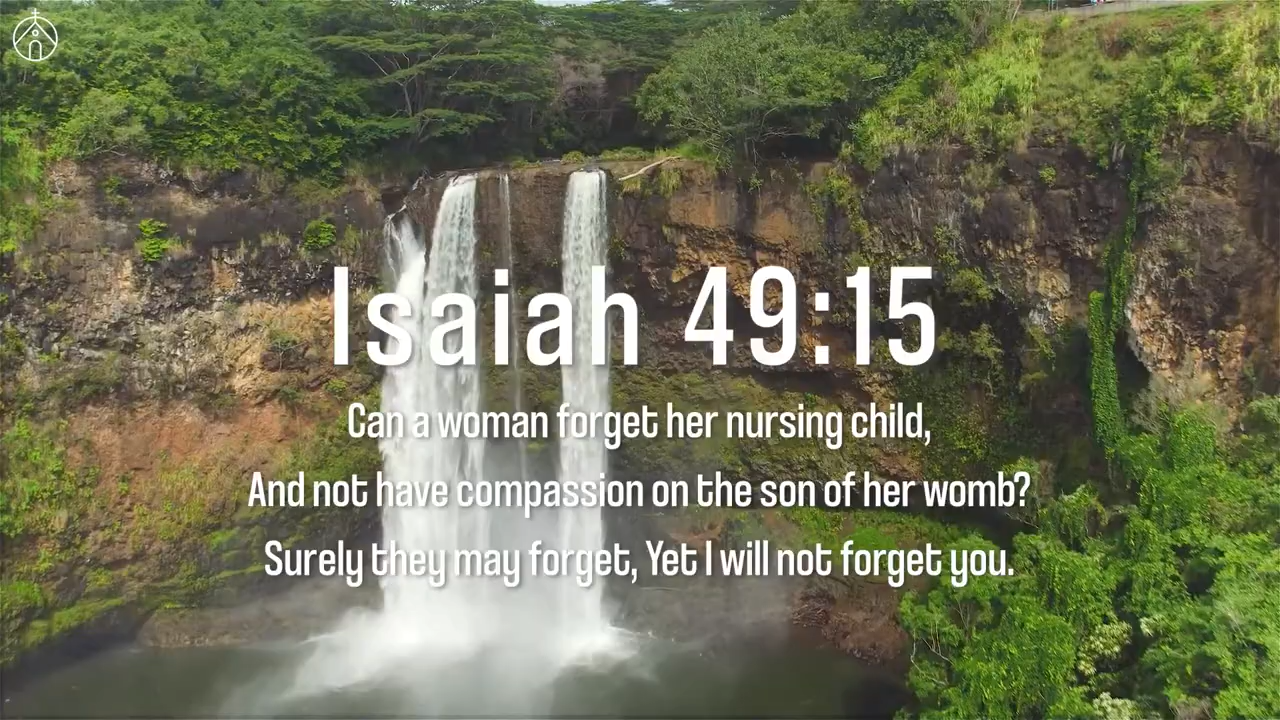 Isaiah 49:15
Can a woman forget her nursing child,
And not have compassion on the son of her womb?
Surely they may forget, Yet I will not forget you.